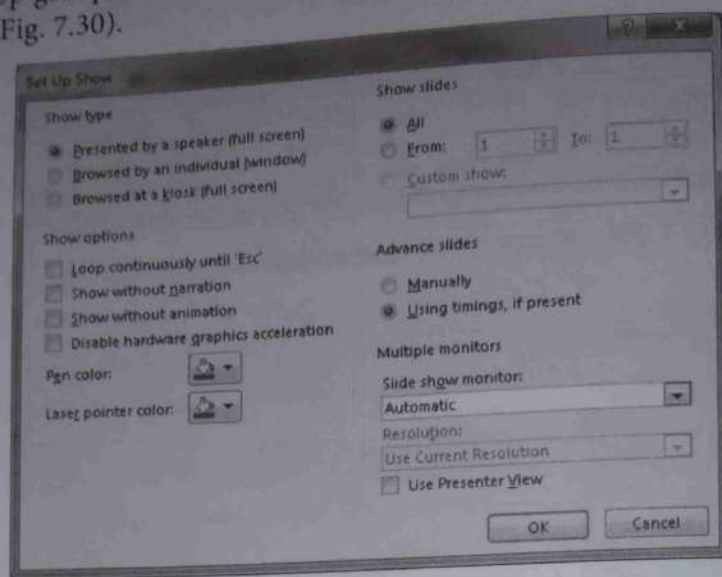 Fig. 7.30).
Set Up Show
Show type
Presented by a speaker (full screen)
Browsed by an individual (window)
Browsed at a kiosk (full screen)
Show options
Loop continuously until 'Esc'
Show without narration
Show without animation
Disable hardware graphics acceleration
Pen color:
Laser pointer color:
Show slides
All
From: 1 To: 1
Custom show:
Advance slides
Manually
Using timings, if present
Multiple monitors
Slide show monitor:
Automatic
Resolution:
Use Current Resolution
Use Presenter View
OK Cancel